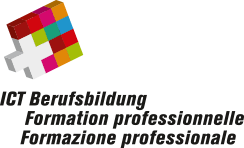 ICT Berufsbildung
Formation professionnelle
Formazione professionale